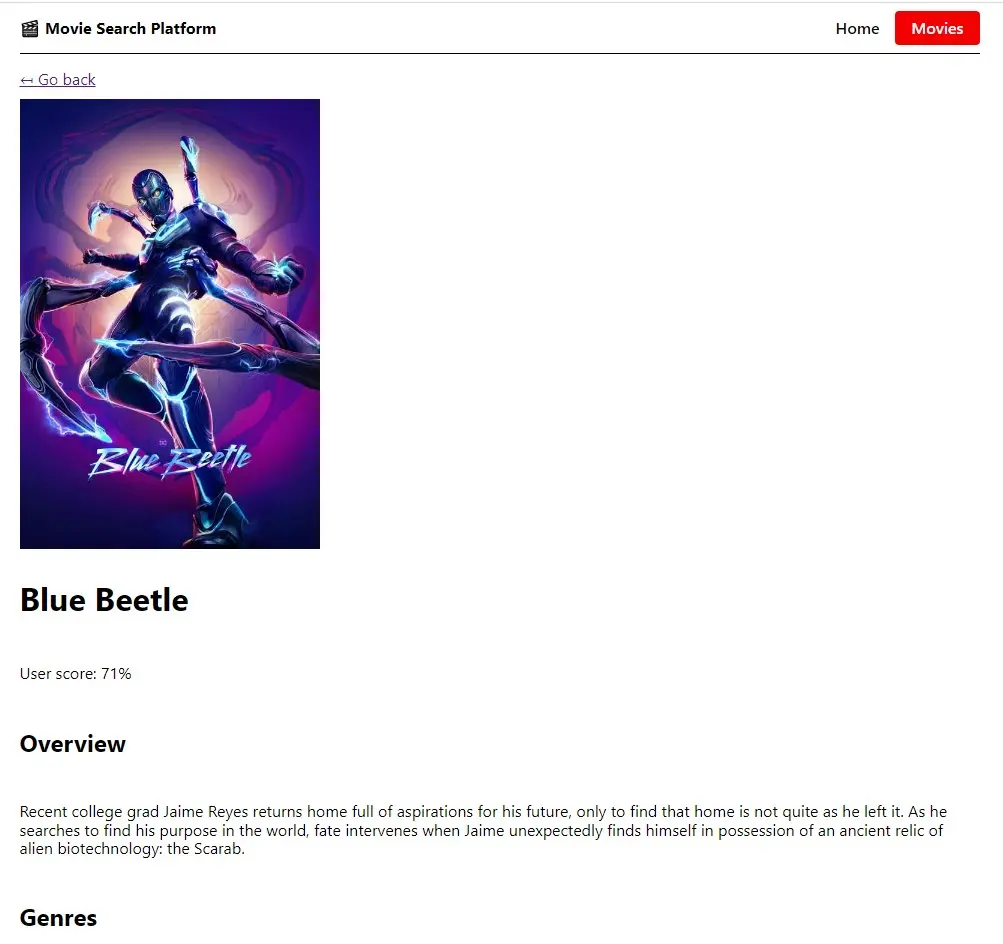 Movie Search Platform
Home
Movies
↤ Go back
DC
Blue Beetle
Blue Beetle
User score: 71%
Overview
Recent college grad Jaime Reyes returns home full of aspirations for his future, only to find that home is not quite as he left it. As he
searches to find his purpose in the world, fate intervenes when Jaime unexpectedly finds himself in possession of an ancient relic of
alien biotechnology: the Scarab.
Genres